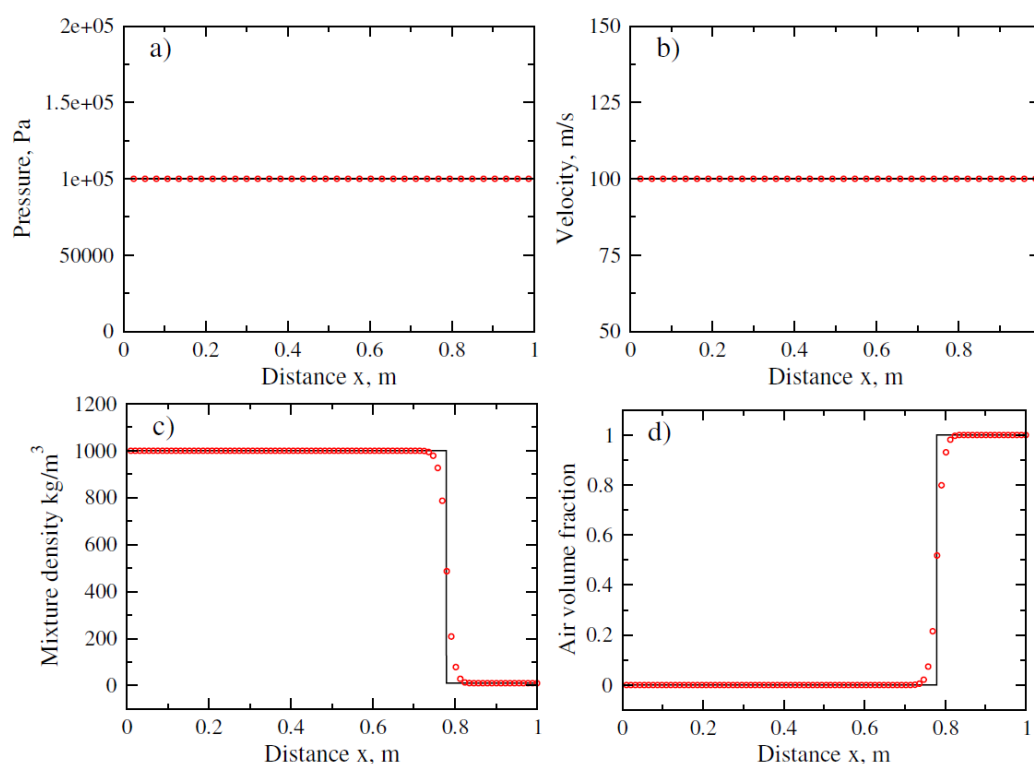 a)
2e+05
1.5e+05
1e+05
50000
0
Pressure, Pa
0 0.2 0.4 0.6 0.8 1
Distance x, m
b)
150
125
100
75
50
Velocity, m/s
0 0.2 0.4 0.6 0.8
Distance x, m
c)
1200
1000
800
600
400
200
0
Mixture density kg/m³
0 0.2 0.4 0.6 0.8 1
Distance x, m
d)
1
0.8
0.6
0.4
0.2
0
Air volume fraction
0 0.2 0.4 0.6 0.8 1
Distance x, m